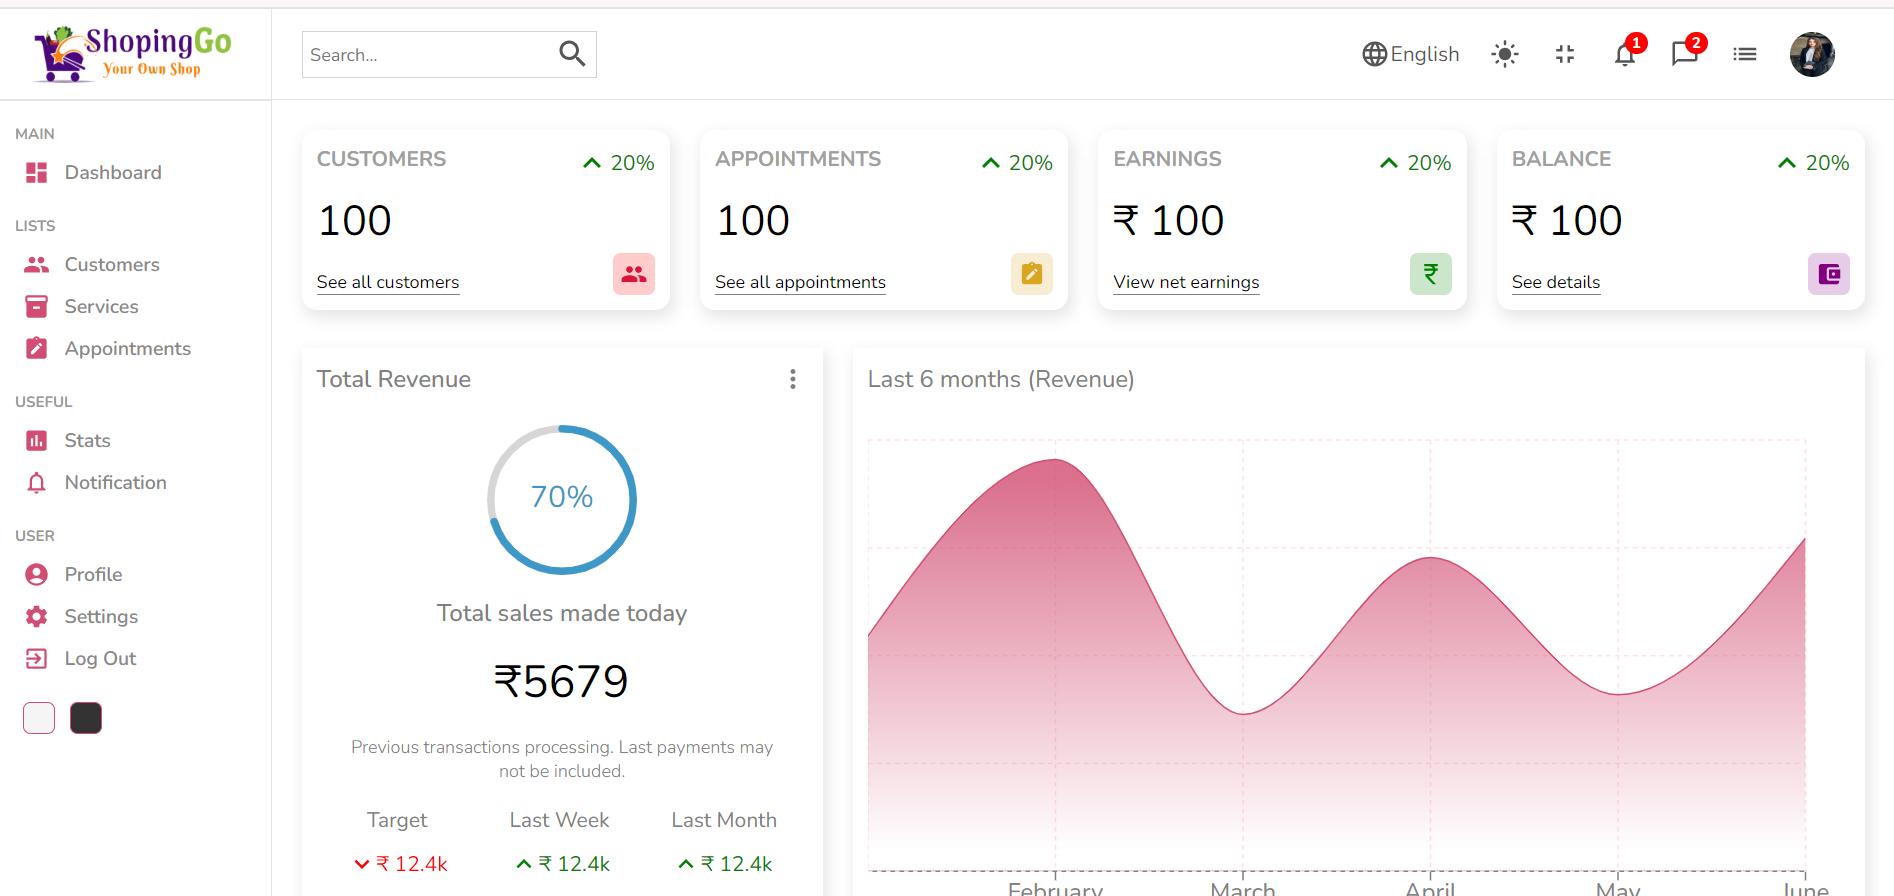 ShopingGo
Your Own Shop
Search...
English
1
2
MAIN
Dashboard
LISTS
Customers
Services
Appointments
USEFUL
Stats
Notification
USER
Profile
Settings
Log Out
CUSTOMERS
20%
100
See all customers
APPOINTMENTS
20%
100
See all appointments
EARNINGS
20%
₹ 100
View net earnings
₹
BALANCE
20%
₹ 100
See details
Total Revenue
70%
Total sales made today
₹5679
Previous transactions processing. Last payments may
not be included.
Target
Last Week
Last Month
₹ 12.4k
₹ 12.4k
₹ 12.4k
Last 6 months (Revenue)
February
March
April
May
June